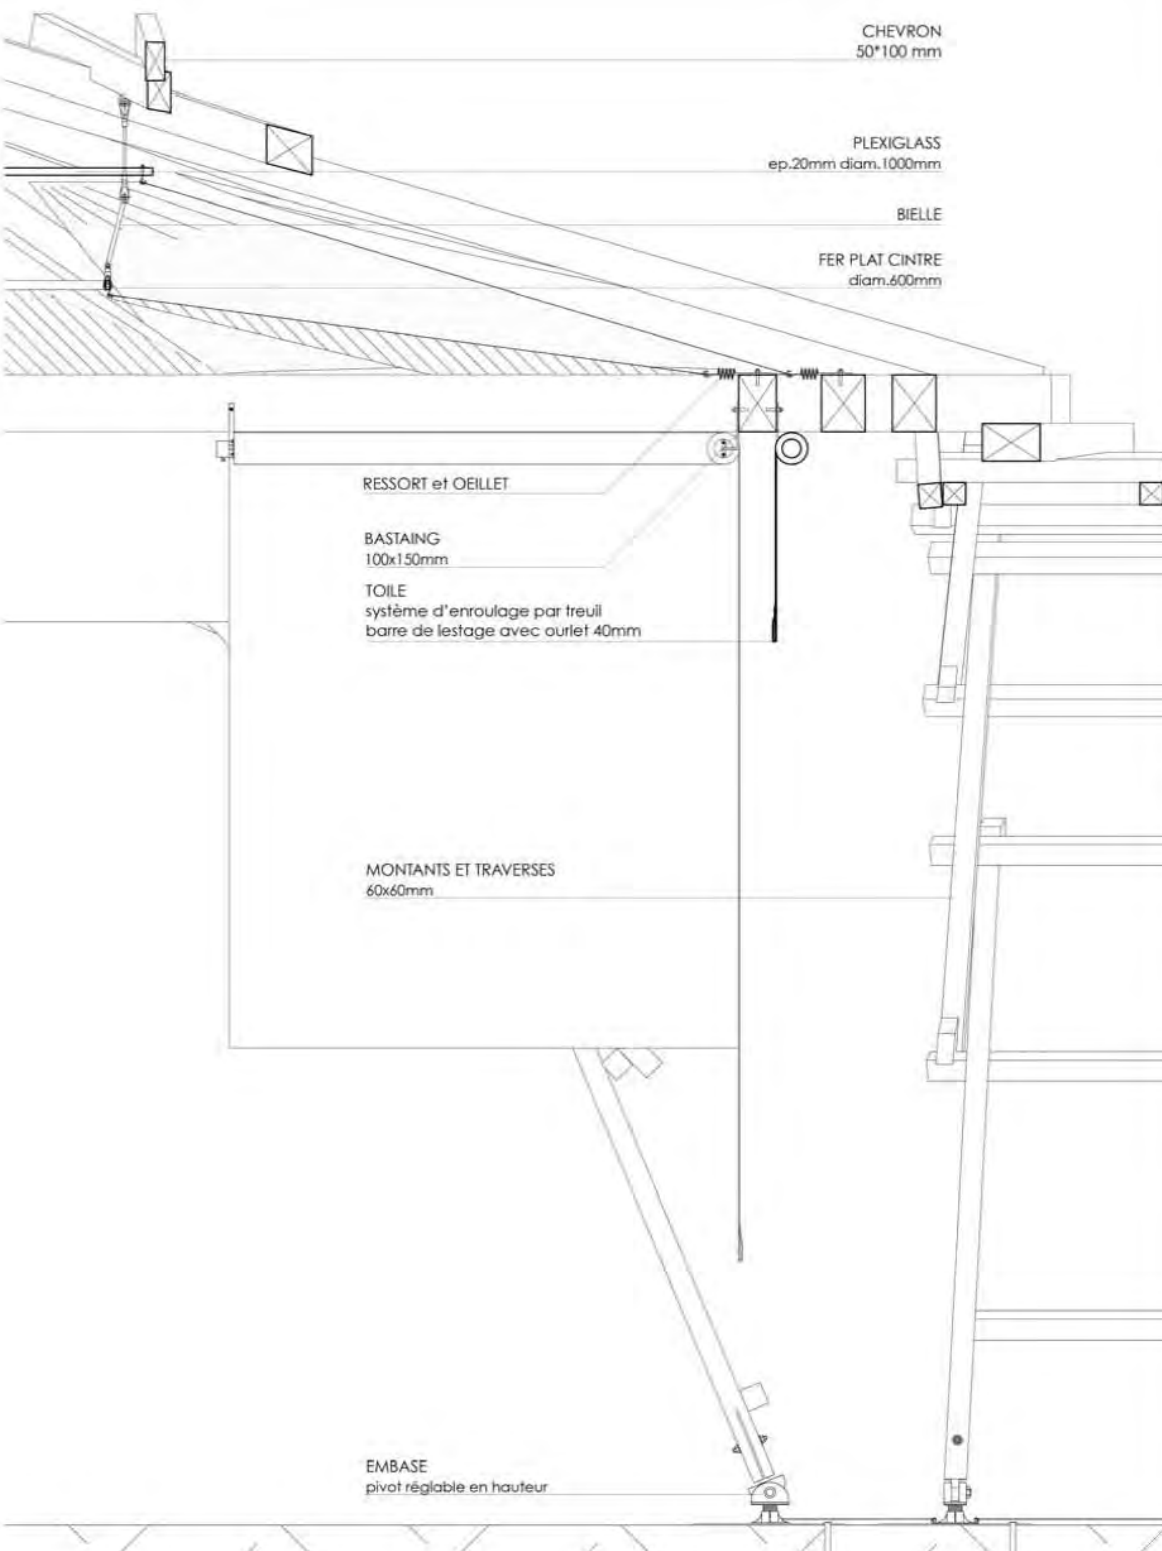 CHEVRON
50*100 mm
PLEXIGLASS
ep.20mm diam.1000mm
BIELLE
FER PLAT CINTRE
diam.600mm
RESSORT et OEILLET
BASTAING
100x150mm
TOILE
système d'enroulage par treuil
barre de lestage avec ourlet 40mm
MONTANTS ET TRAVERSES
60x60mm
EMBASE
pivot réglable en hauteur